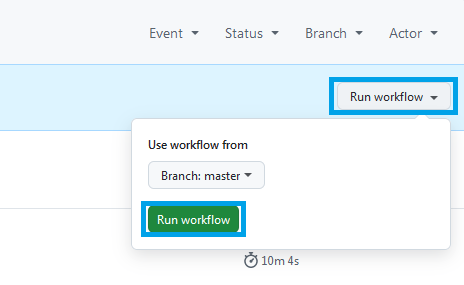 Event Status Branch Actor
Run workflow
Use workflow from
Branch: master
Run workflow
10m 4s